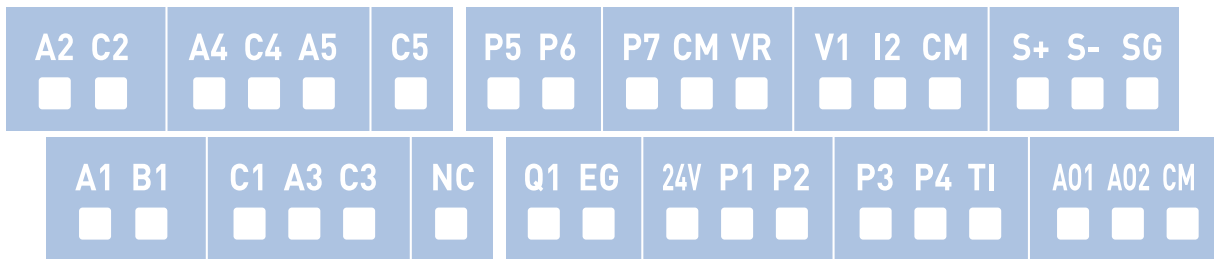 A2 C2 A4 C4 A5 C5 P5 P6 P7 CM VR V1 I2 CM S+ S- SG
A1 B1 C1 A3 C3 NC Q1 EG 24V P1 P2 P3 P4 TI A01 A02 CM